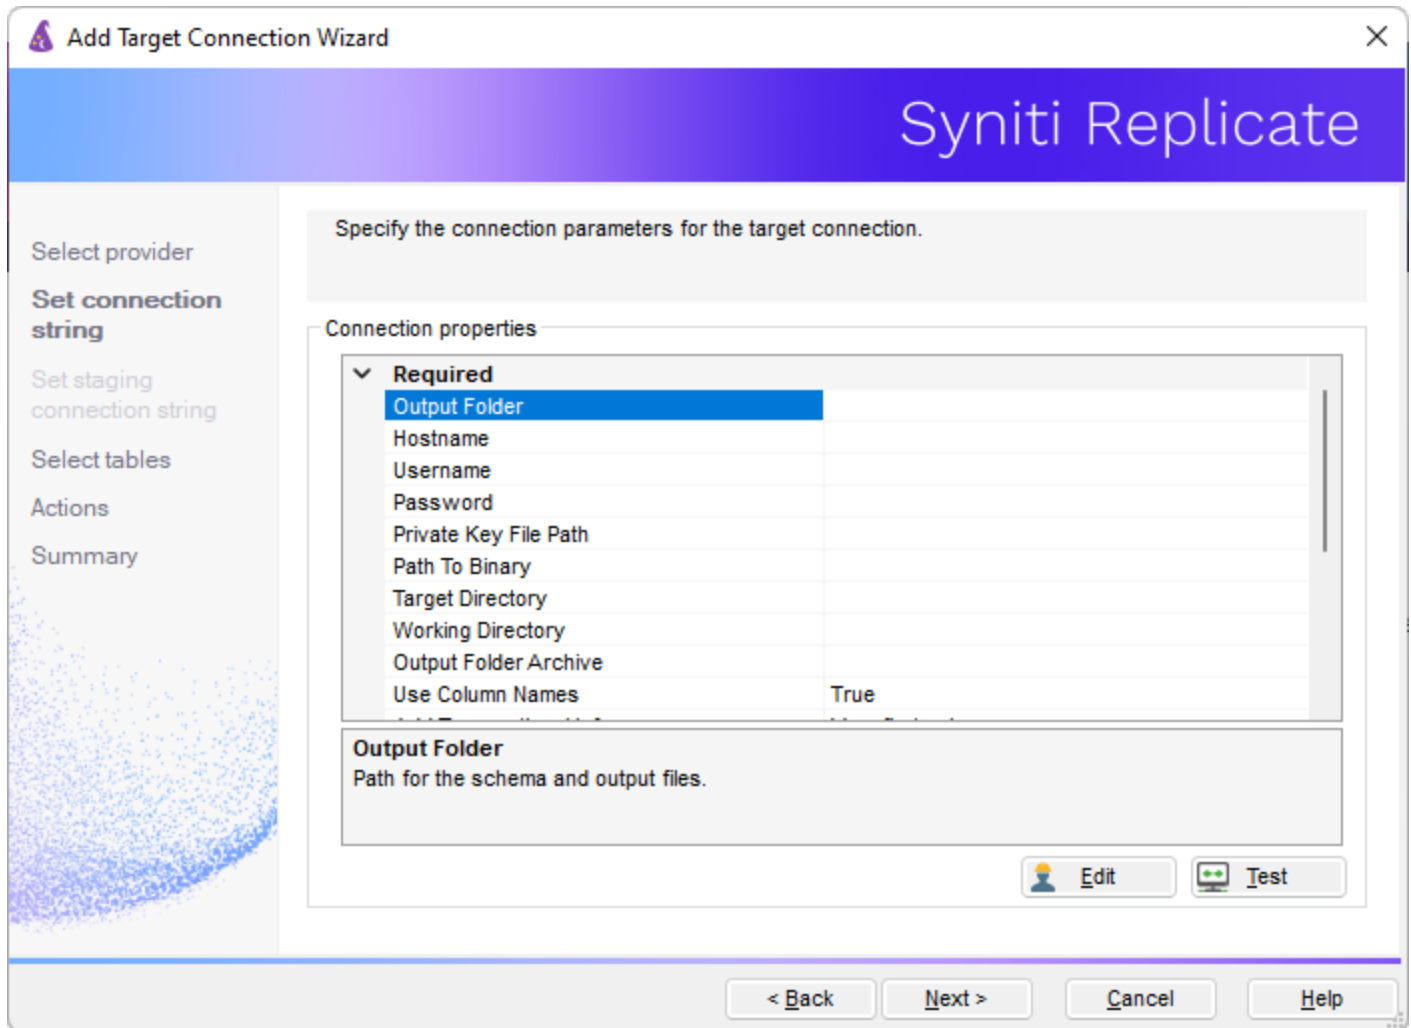 Add Target Connection Wizard
Syniti Replicate
Select provider
Set connection
string
Set staging
connection string
Select tables
Actions
Summary
Specify the connection parameters for the target connection.
Connection properties
Required
Output Folder
Hostname
Username
Password
Private Key File Path
Path To Binary
Target Directory
Working Directory
Output Folder Archive
Use Column Names True
Output Folder
Path for the schema and output files.
Edit Test
< Back Next > Cancel Help